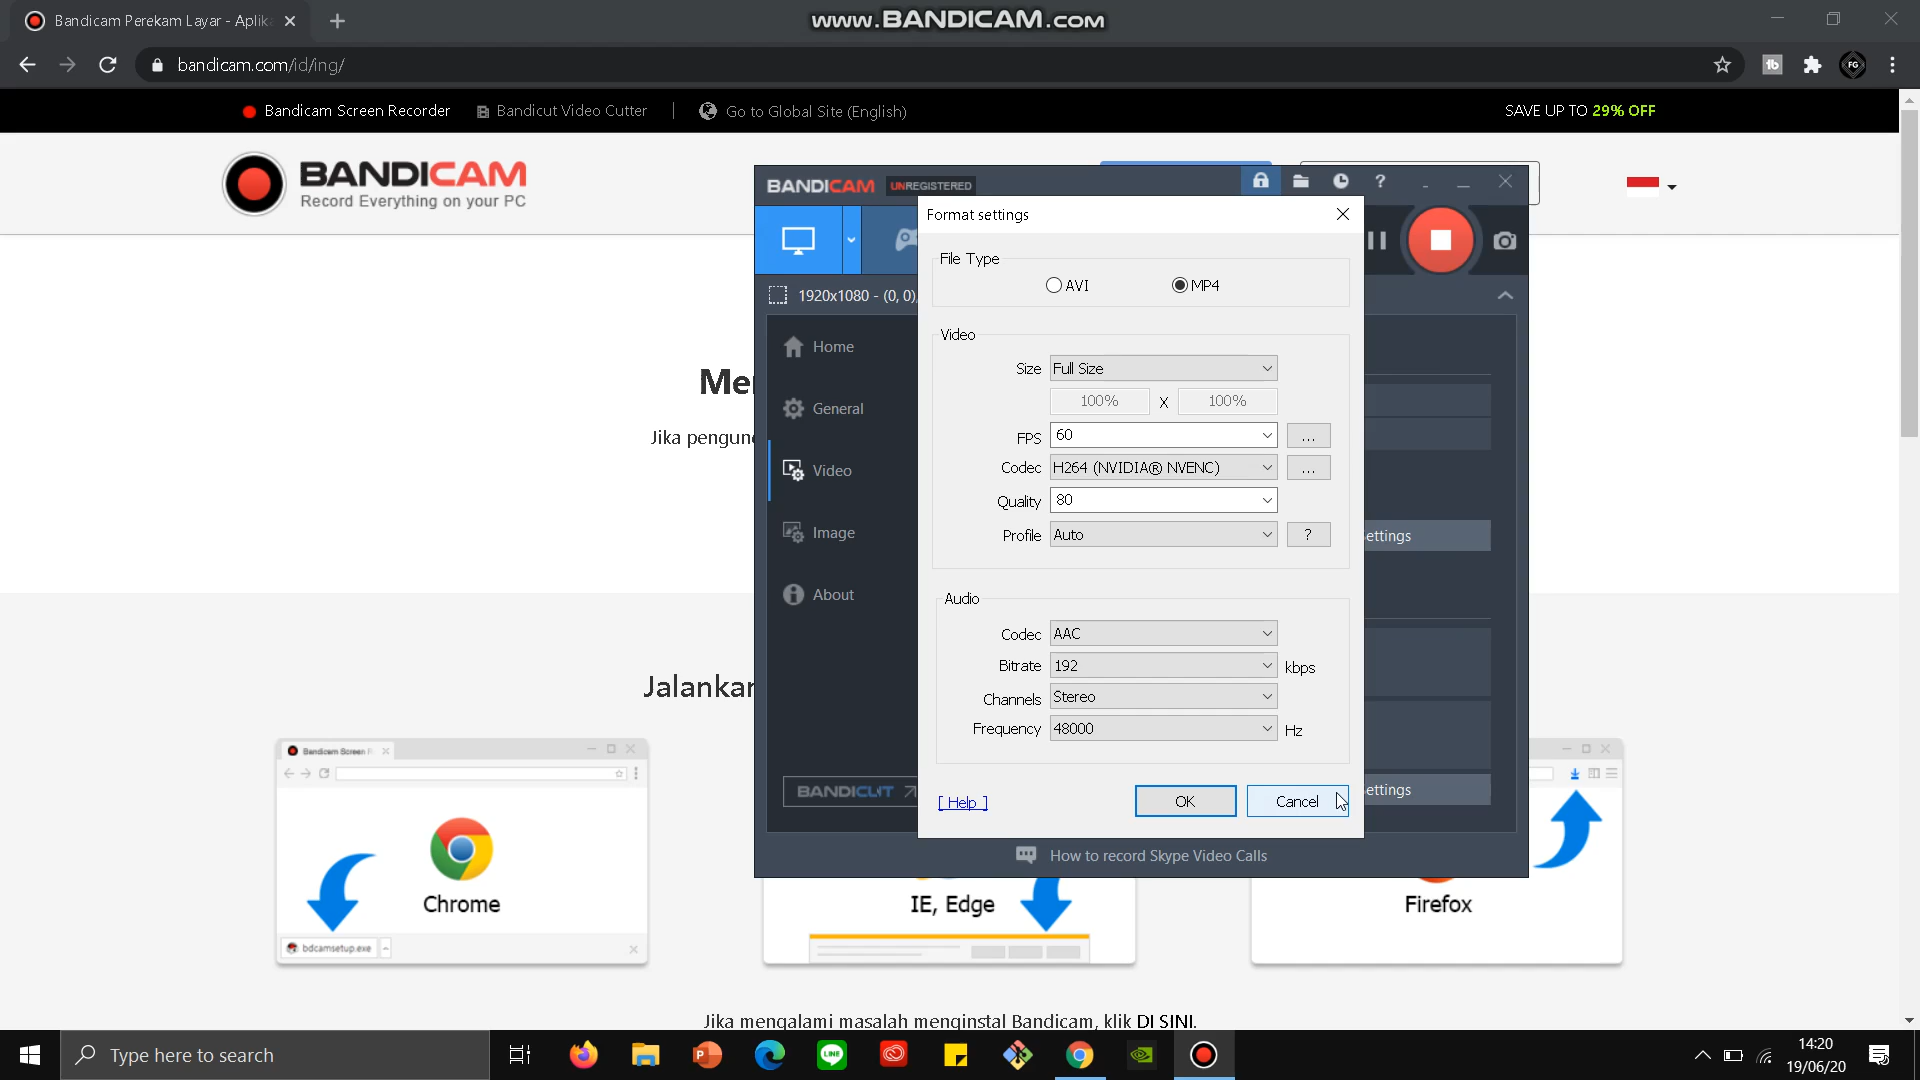 Bandicam Perekam Layar - Aplik
www.BANDICAM.com
bandicam.com/id/ing/
Bandicam Screen Recorder
Bandicut Video Cutter
Go to Global Site (English)
SAVE UP TO 29% OFF
BANDICAM
Record Everything on your PC
BANDICAM UNREGISTERED
Format settings
File Type
AVI
MP4
1920x1080 - (0, 0),
Home
General
Video
Image
About
BANDICUT
Video
Size Full Size
100% X 100%
FPS 60 ...
Codec H264 (NVIDIA® NVENC) ...
Quality 80
Profile Auto ?
Audio
Codec AAC
Bitrate 192 kbps
Channels Stereo
Frequency 48000 Hz
[ Help ]
OK
Cancel
ettings
ettings
How to record Skype Video Calls
Me
Jika pengun
Jalankan
Bandicam Screen R
Chrome
bdcamsetup.exe
IE, Edge
Firefox
Jika mengalami masalah menginstal Bandicam, klik DI SINI.
Type here to search
14:20
19/06/20